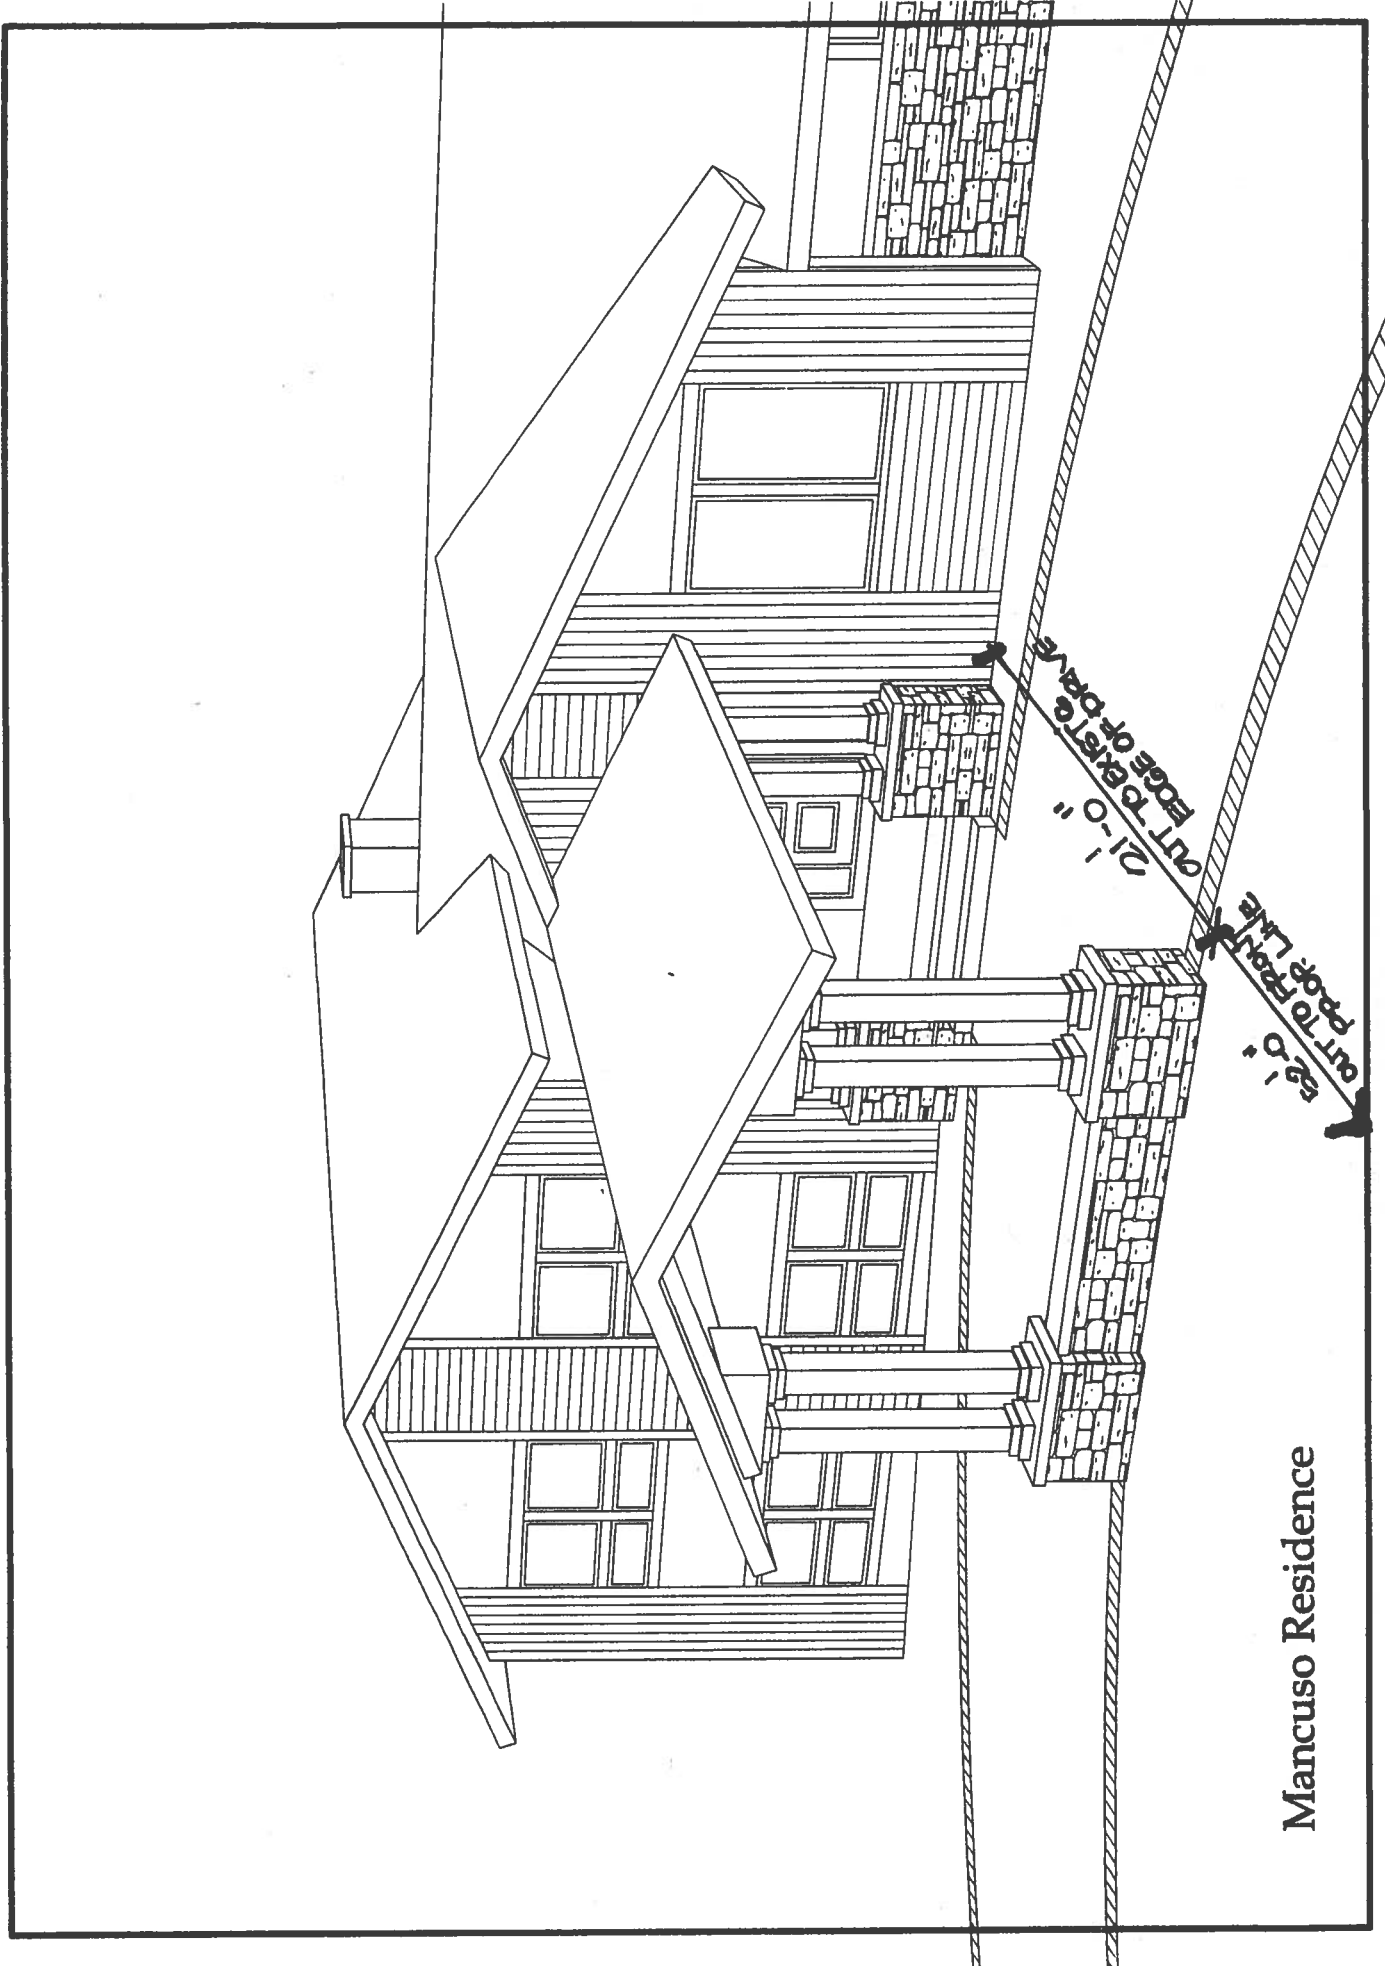 21'-0"
OUT TO EXIST'G
EDGE OF DRIVE
52'-0"
OUT TO FRONT
PROP. LINE
Mancuso Residence